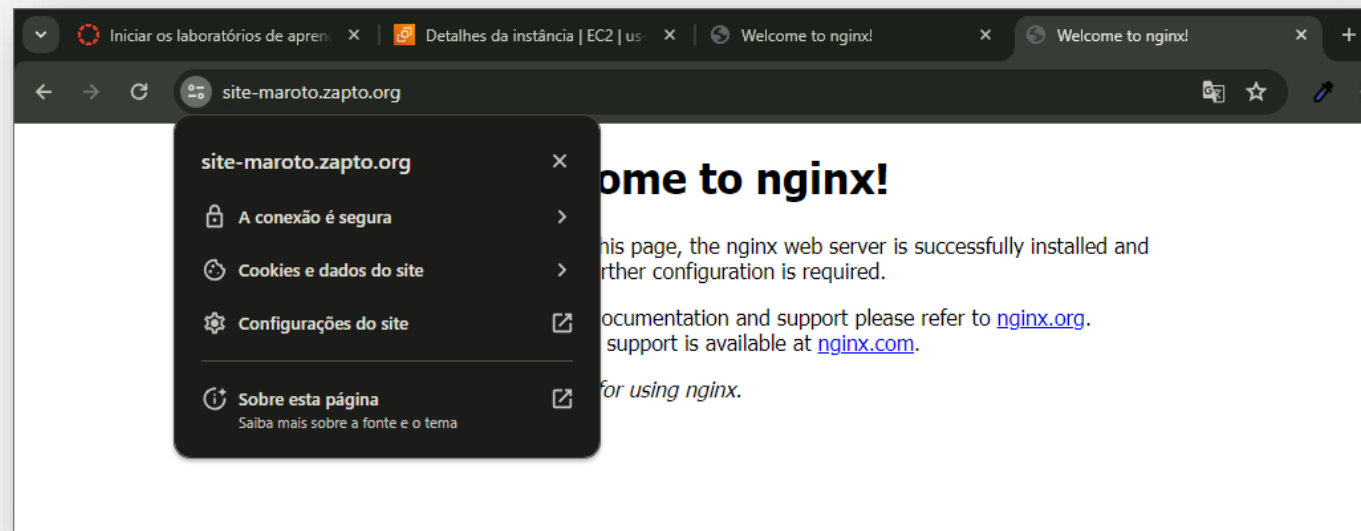 Iniciar os laboratórios de apren
Detalhes da instância | EC2 | us-
Welcome to nginx!
Welcome to nginx!
site-maroto.zapto.org
site-maroto.zapto.org
A conexão é segura
Cookies e dados do site
Configurações do site
Sobre esta página
Saiba mais sobre a fonte e o tema
ome to nginx!
his page, the nginx web server is successfully installed and
rther configuration is required.
ocumentation and support please refer to nginx.org.
support is available at nginx.com.
for using nginx.